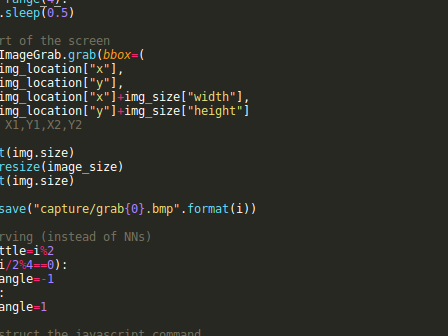 range(4):
.sleep(0.5)
rt of the screen
ImageGrab.grab(bbox=(
img_location["x"],
img_location["y"],
img_location["x"]+img_size["width"],
img_location["y"]+img_size["height"]
X1,Y1,X2,Y2
t(img.size)
resize(image_size)
t(img.size)
save("capture/grab{0}.bmp".format(i))
rving (instead of NNs)
ttle=i%2
i/2%4==0):
angle=-1
:
angle=1
struct the javascript command